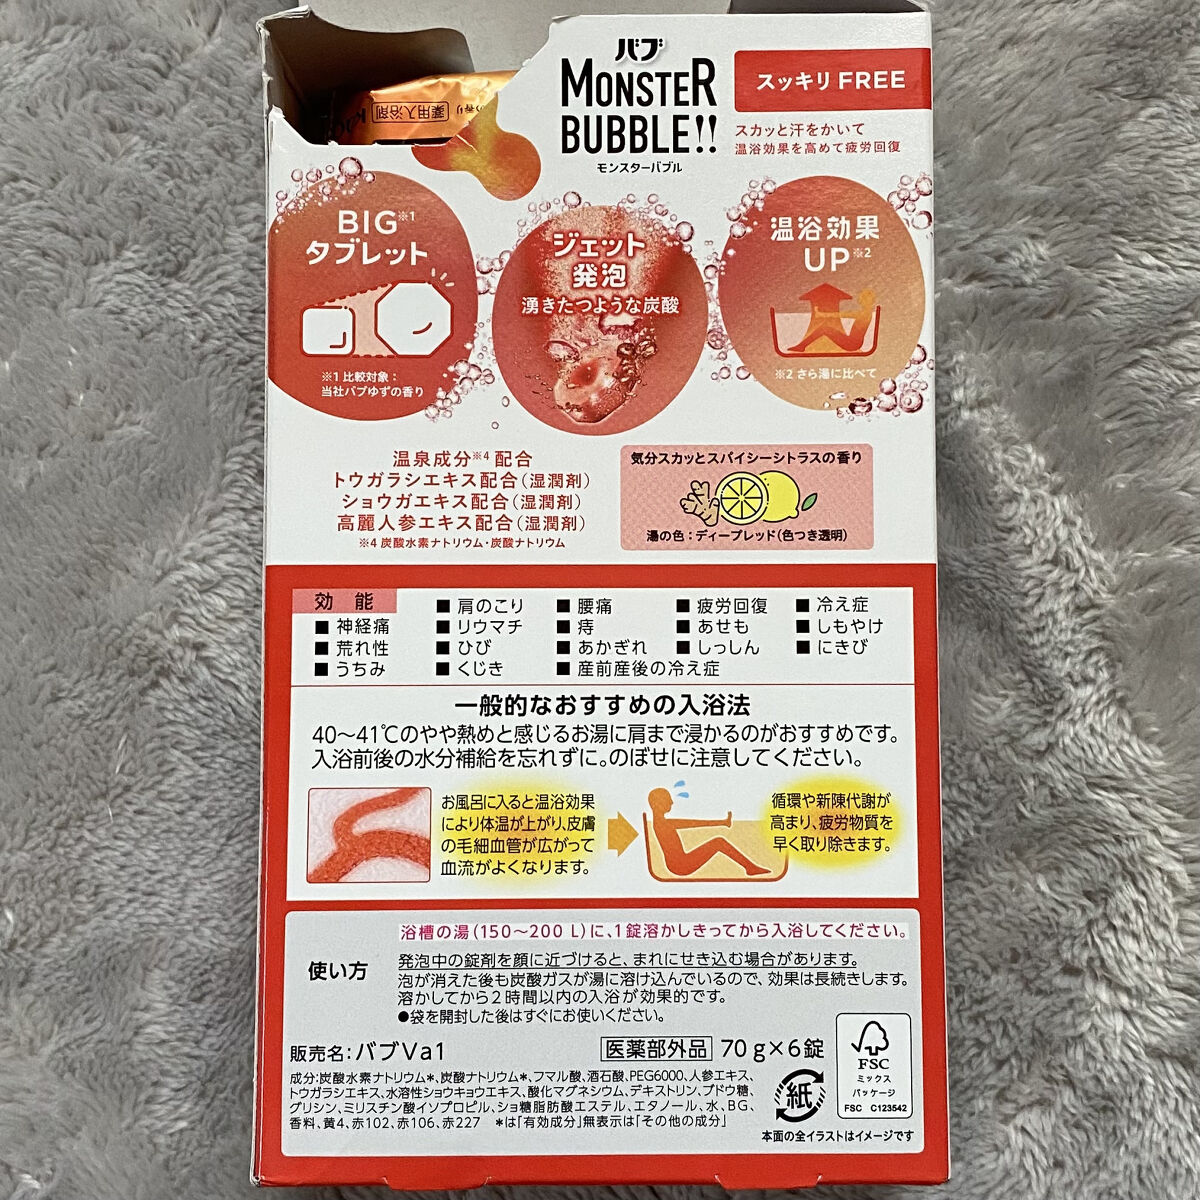 薬用入浴剤
バブ
MONSTER
BUBBLE!!
モンスターバブル
スッキリ FREE
スカッと汗をかいて
温浴効果を高めて疲労回復
BIG※1
タブレット
※1 比較対象：
当社バブゆずの香り
ジェット
発泡
湧きたつような炭酸
温浴効果
UP※2
※2 さら湯に比べて
温泉成分※4配合
トウガラシエキス配合(湿潤剤)
ショウガエキス配合(湿潤剤)
高麗人参エキス配合(湿潤剤)
※4 炭酸水素ナトリウム・炭酸ナトリウム
気分スカッとスパイシーシトラスの香り
湯の色：ディープレッド(色つき透明)
効能 ■肩のこり ■腰痛 ■疲労回復 ■冷え症
■神経痛 ■リウマチ ■痔 ■あせも ■しもやけ
■荒れ性 ■ひび ■あかぎれ ■しっしん ■にきび
■うちみ ■くじき ■産前産後の冷え症
一般的なおすすめの入浴法
40〜41℃のやや熱めと感じるお湯に肩まで浸かるのがおすすめです。
入浴前後の水分補給を忘れずに。のぼせに注意してください。
お風呂に入ると温浴効果
により体温が上がり、皮膚
の毛細血管が広がって
血流がよくなります。
循環や新陳代謝が
高まり、疲労物質を
早く取り除きます。
使い方
浴槽の湯(150〜200 L)に、1錠溶かしきってから入浴してください。
発泡中の錠剤を顔に近づけると、まれにせき込む場合があります。
泡が消えた後も炭酸ガスが湯に溶け込んでいるので、効果は長続きします。
溶かしてから2時間以内の入浴が効果的です。
●袋を開封した後はすぐにお使いください。
販売名：バブVa1
医薬部外品 70g×6錠
成分:炭酸水素ナトリウム*、炭酸ナトリウム*、フマル酸、酒石酸、PEG6000、人参エキス、
トウガラシエキス、水溶性ショウキョウエキス、酸化マグネシウム、デキストリン、ブドウ糖、
グリシン、ミリスチン酸イソプロピル、ショ糖脂肪酸エステル、エタノール、水、BG、
香料、黄4、赤102、赤106、赤227 *は「有効成分」無表示は「その他の成分」
紙
FSC
ミックス
パッケージ
FSC C123542
本面の全イラストはイメージです